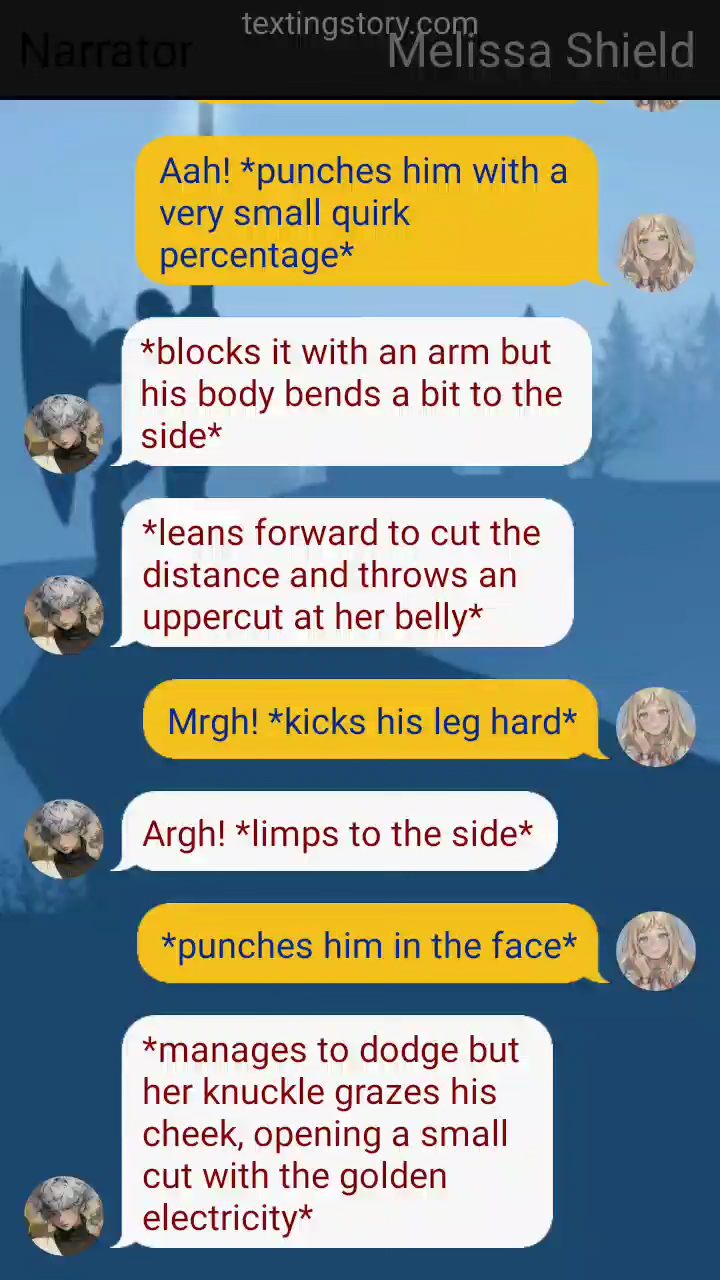 textingstory.com
Narrator
Melissa Shield
Aah! *punches him with a
very small quirk
percentage*
*blocks it with an arm but
his body bends a bit to the
side*
*leans forward to cut the
distance and throws an
uppercut at her belly*
Mrgh! *kicks his leg hard*
Argh! *limps to the side*
*punches him in the face*
*manages to dodge but
her knuckle grazes his
cheek, opening a small
cut with the golden
electricity*